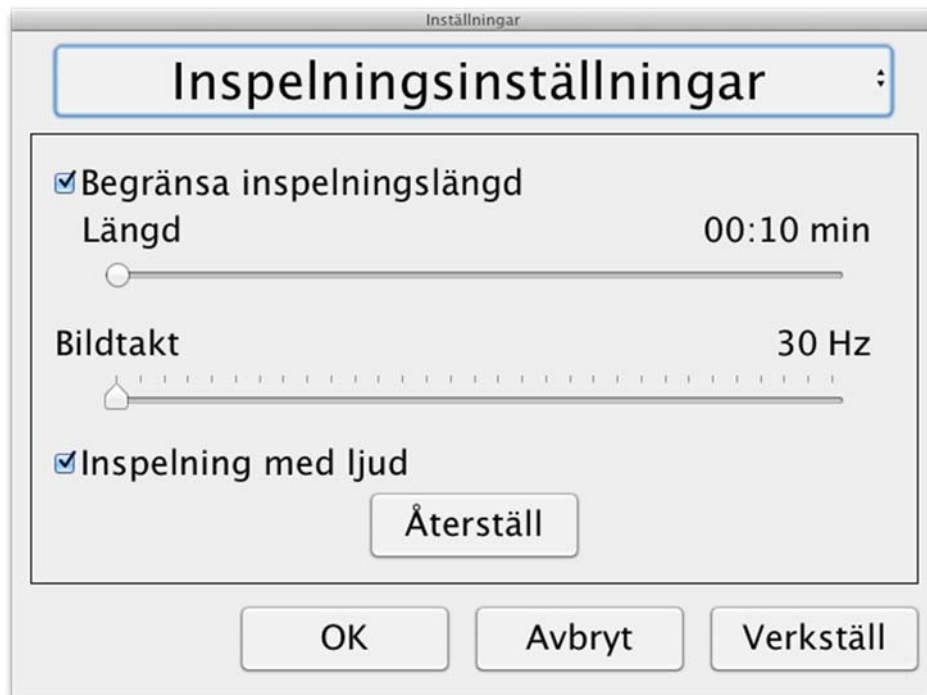 Inställningar
Inspelningsinställningar
Begränsa inspelningslängd
Längd 00:10 min
Bildtakt 30 Hz
Inspelning med ljud
Återställ
OK Avbryt Verkställ